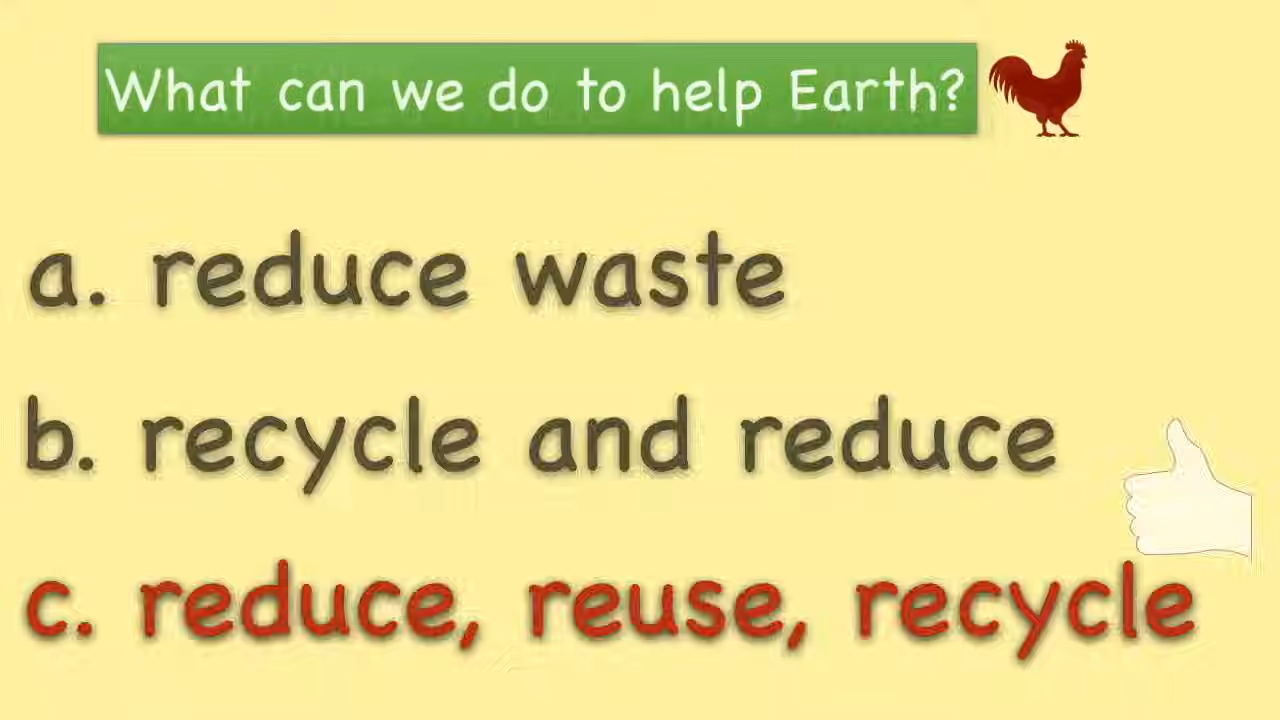 What can we do to help Earth?
a. reduce waste
b. recycle and reduce
c. reduce, reuse, recycle